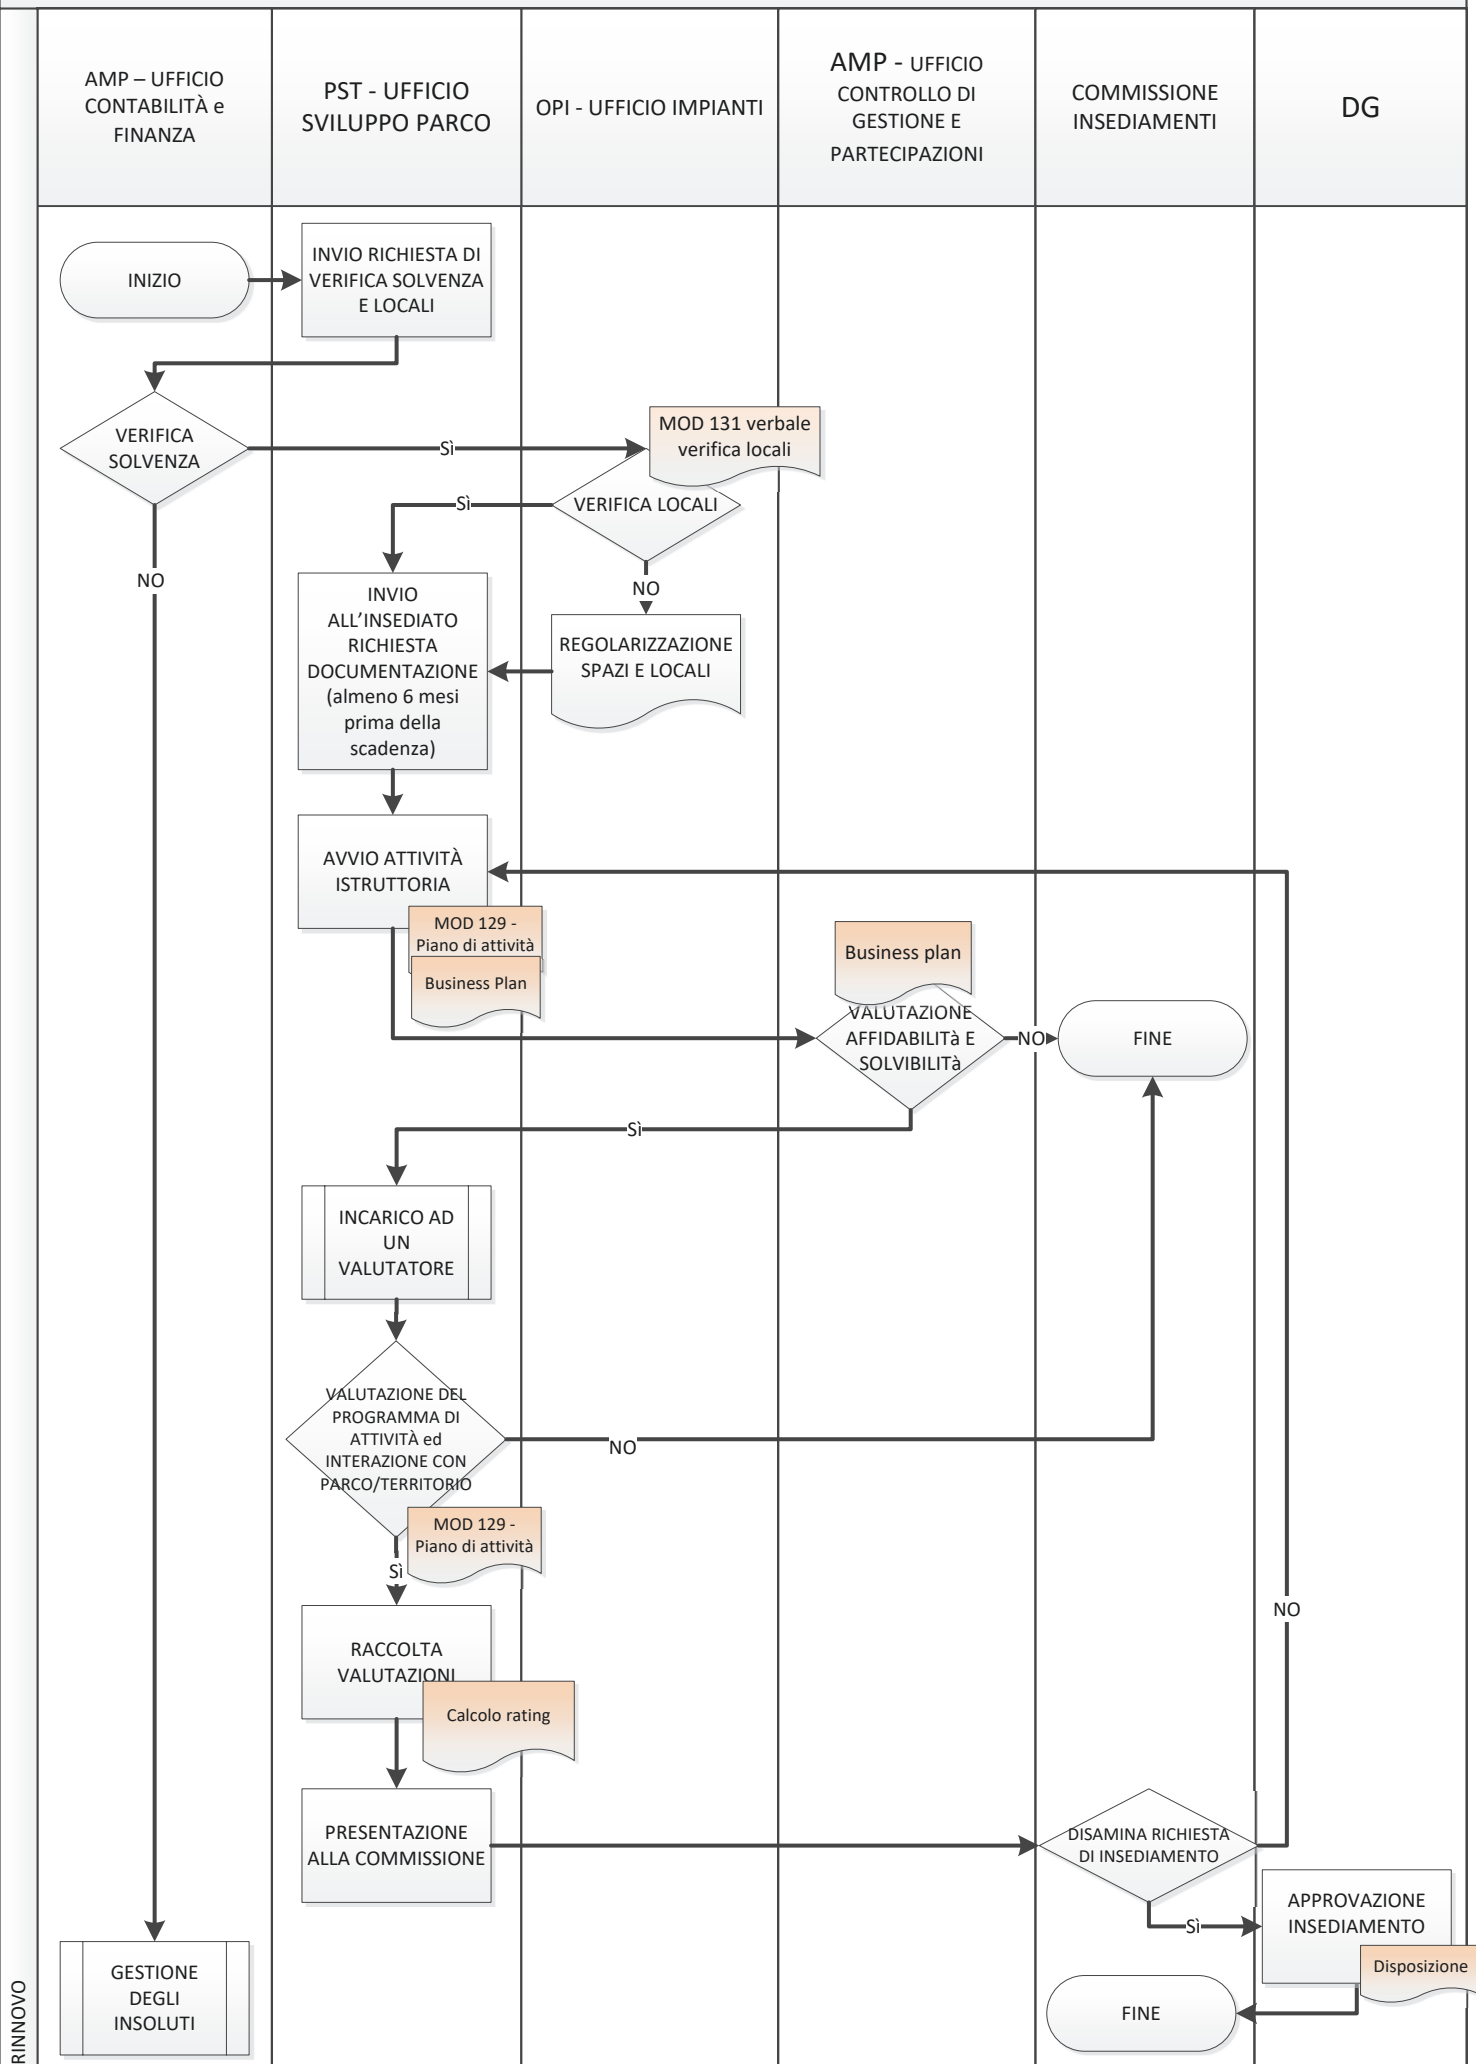 AMP – UFFICIO
CONTABILITÀ e
FINANZA
PST - UFFICIO
SVILUPPO PARCO
OPI - UFFICIO IMPIANTI
AMP - UFFICIO
CONTROLLO DI
GESTIONE E
PARTECIPAZIONI
COMMISSIONE
INSEDIAMENTI
DG
INIZIO
INVIO RICHIESTA DI
VERIFICA SOLVENZA
E LOCALI
VERIFICA
SOLVENZA
Sì
MOD 131 verbale
verifica locali
VERIFICA LOCALI
Sì
NO
NO
INVIO
ALL’INSEDIATO
RICHIESTA
DOCUMENTAZIONE
(almeno 6 mesi
prima della
scadenza)
REGOLARIZZAZIONE
SPAZI E LOCALI
AVVIO ATTIVITÀ
ISTRUTTORIA
MOD 129 -
Piano di attività
Business Plan
Business plan
VALUTAZIONE
AFFIDABILITà E
SOLVIBILITà
NO
FINE
Sì
INCARICO AD
UN
VALUTATORE
VALUTAZIONE DEL
PROGRAMMA DI
ATTIVITÀ ed
INTERAZIONE CON
PARCO/TERRITORIO
NO
MOD 129 -
Piano di attività
Sì
NO
RACCOLTA
VALUTAZIONI
Calcolo rating
PRESENTAZIONE
ALLA COMMISSIONE
DISAMINA RICHIESTA
DI INSEDIAMENTO
Sì
APPROVAZIONE
INSEDIAMENTO
Disposizione
FINE
GESTIONE
DEGLI
INSOLUTI
RINNOVO